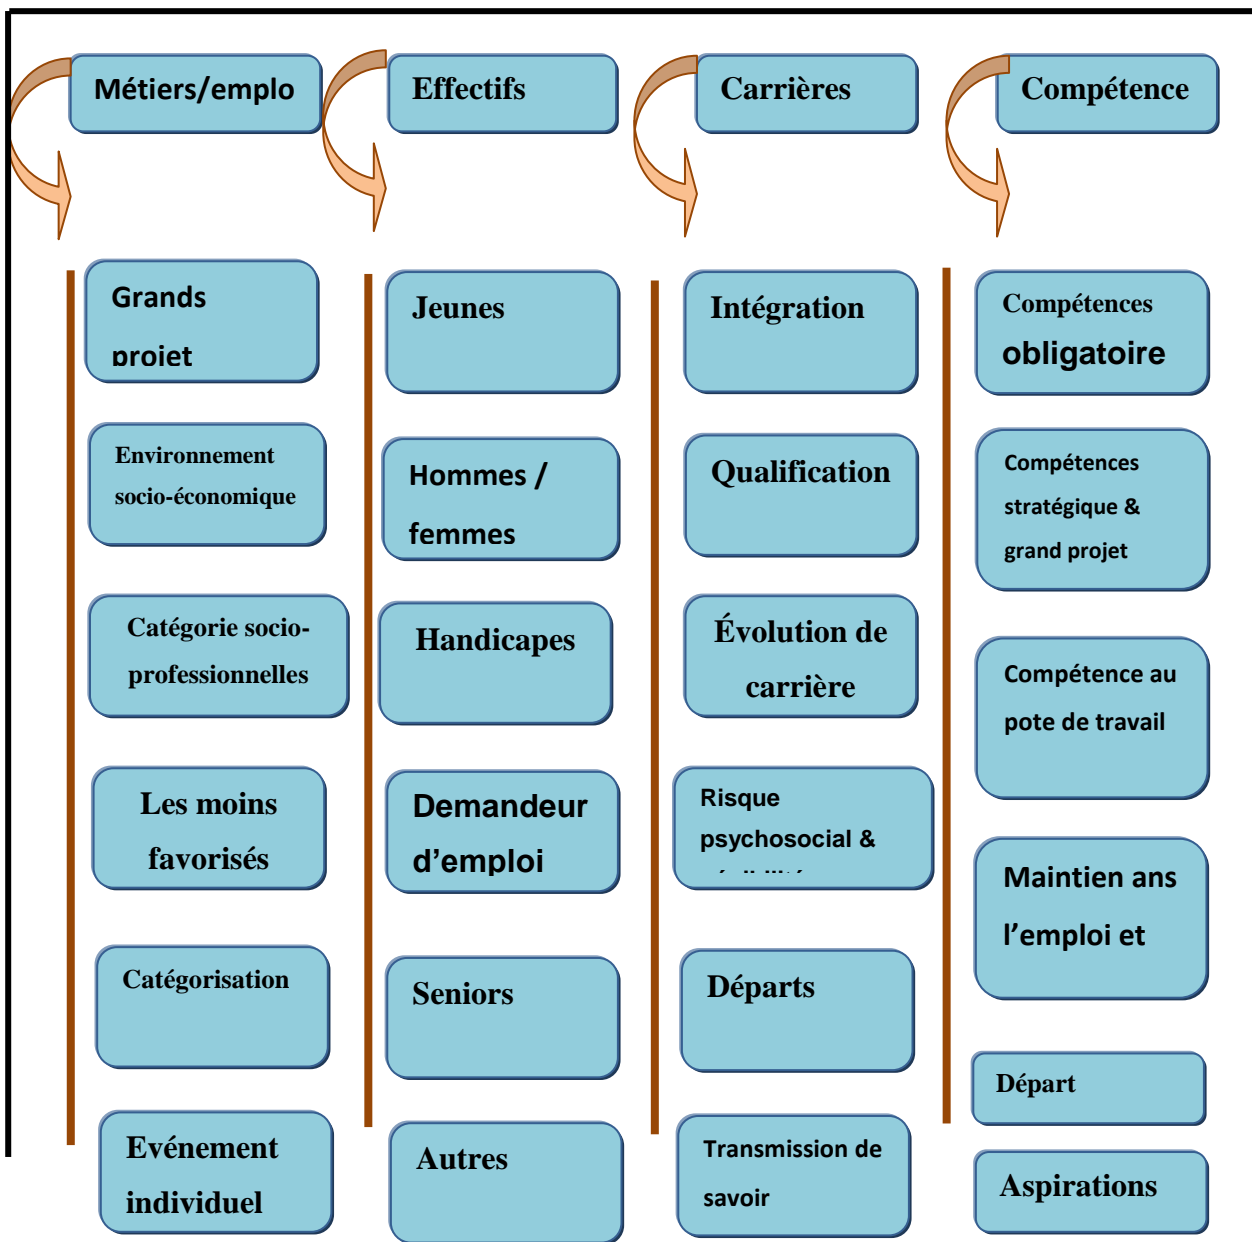 Métiers/emplo
Effectifs
Carrières
Compétence
Grands
projet
Environnement
socio-économique
Catégorie socio-
professionnelles
Les moins
favorisés
Catégorisation
Evénement
individuel
Jeunes
Hommes /
femmes
Handicapes
Demandeur
d’emploi
Seniors
Autres
Intégration
Qualification
Évolution de
carrière
Risque
psychosocial &
Départs
Transmission de
savoir
Compétences
obligatoire
Compétences
stratégique &
grand projet
Compétence au
pote de travail
Maintien ans
l’emploi et
Départ
Aspirations